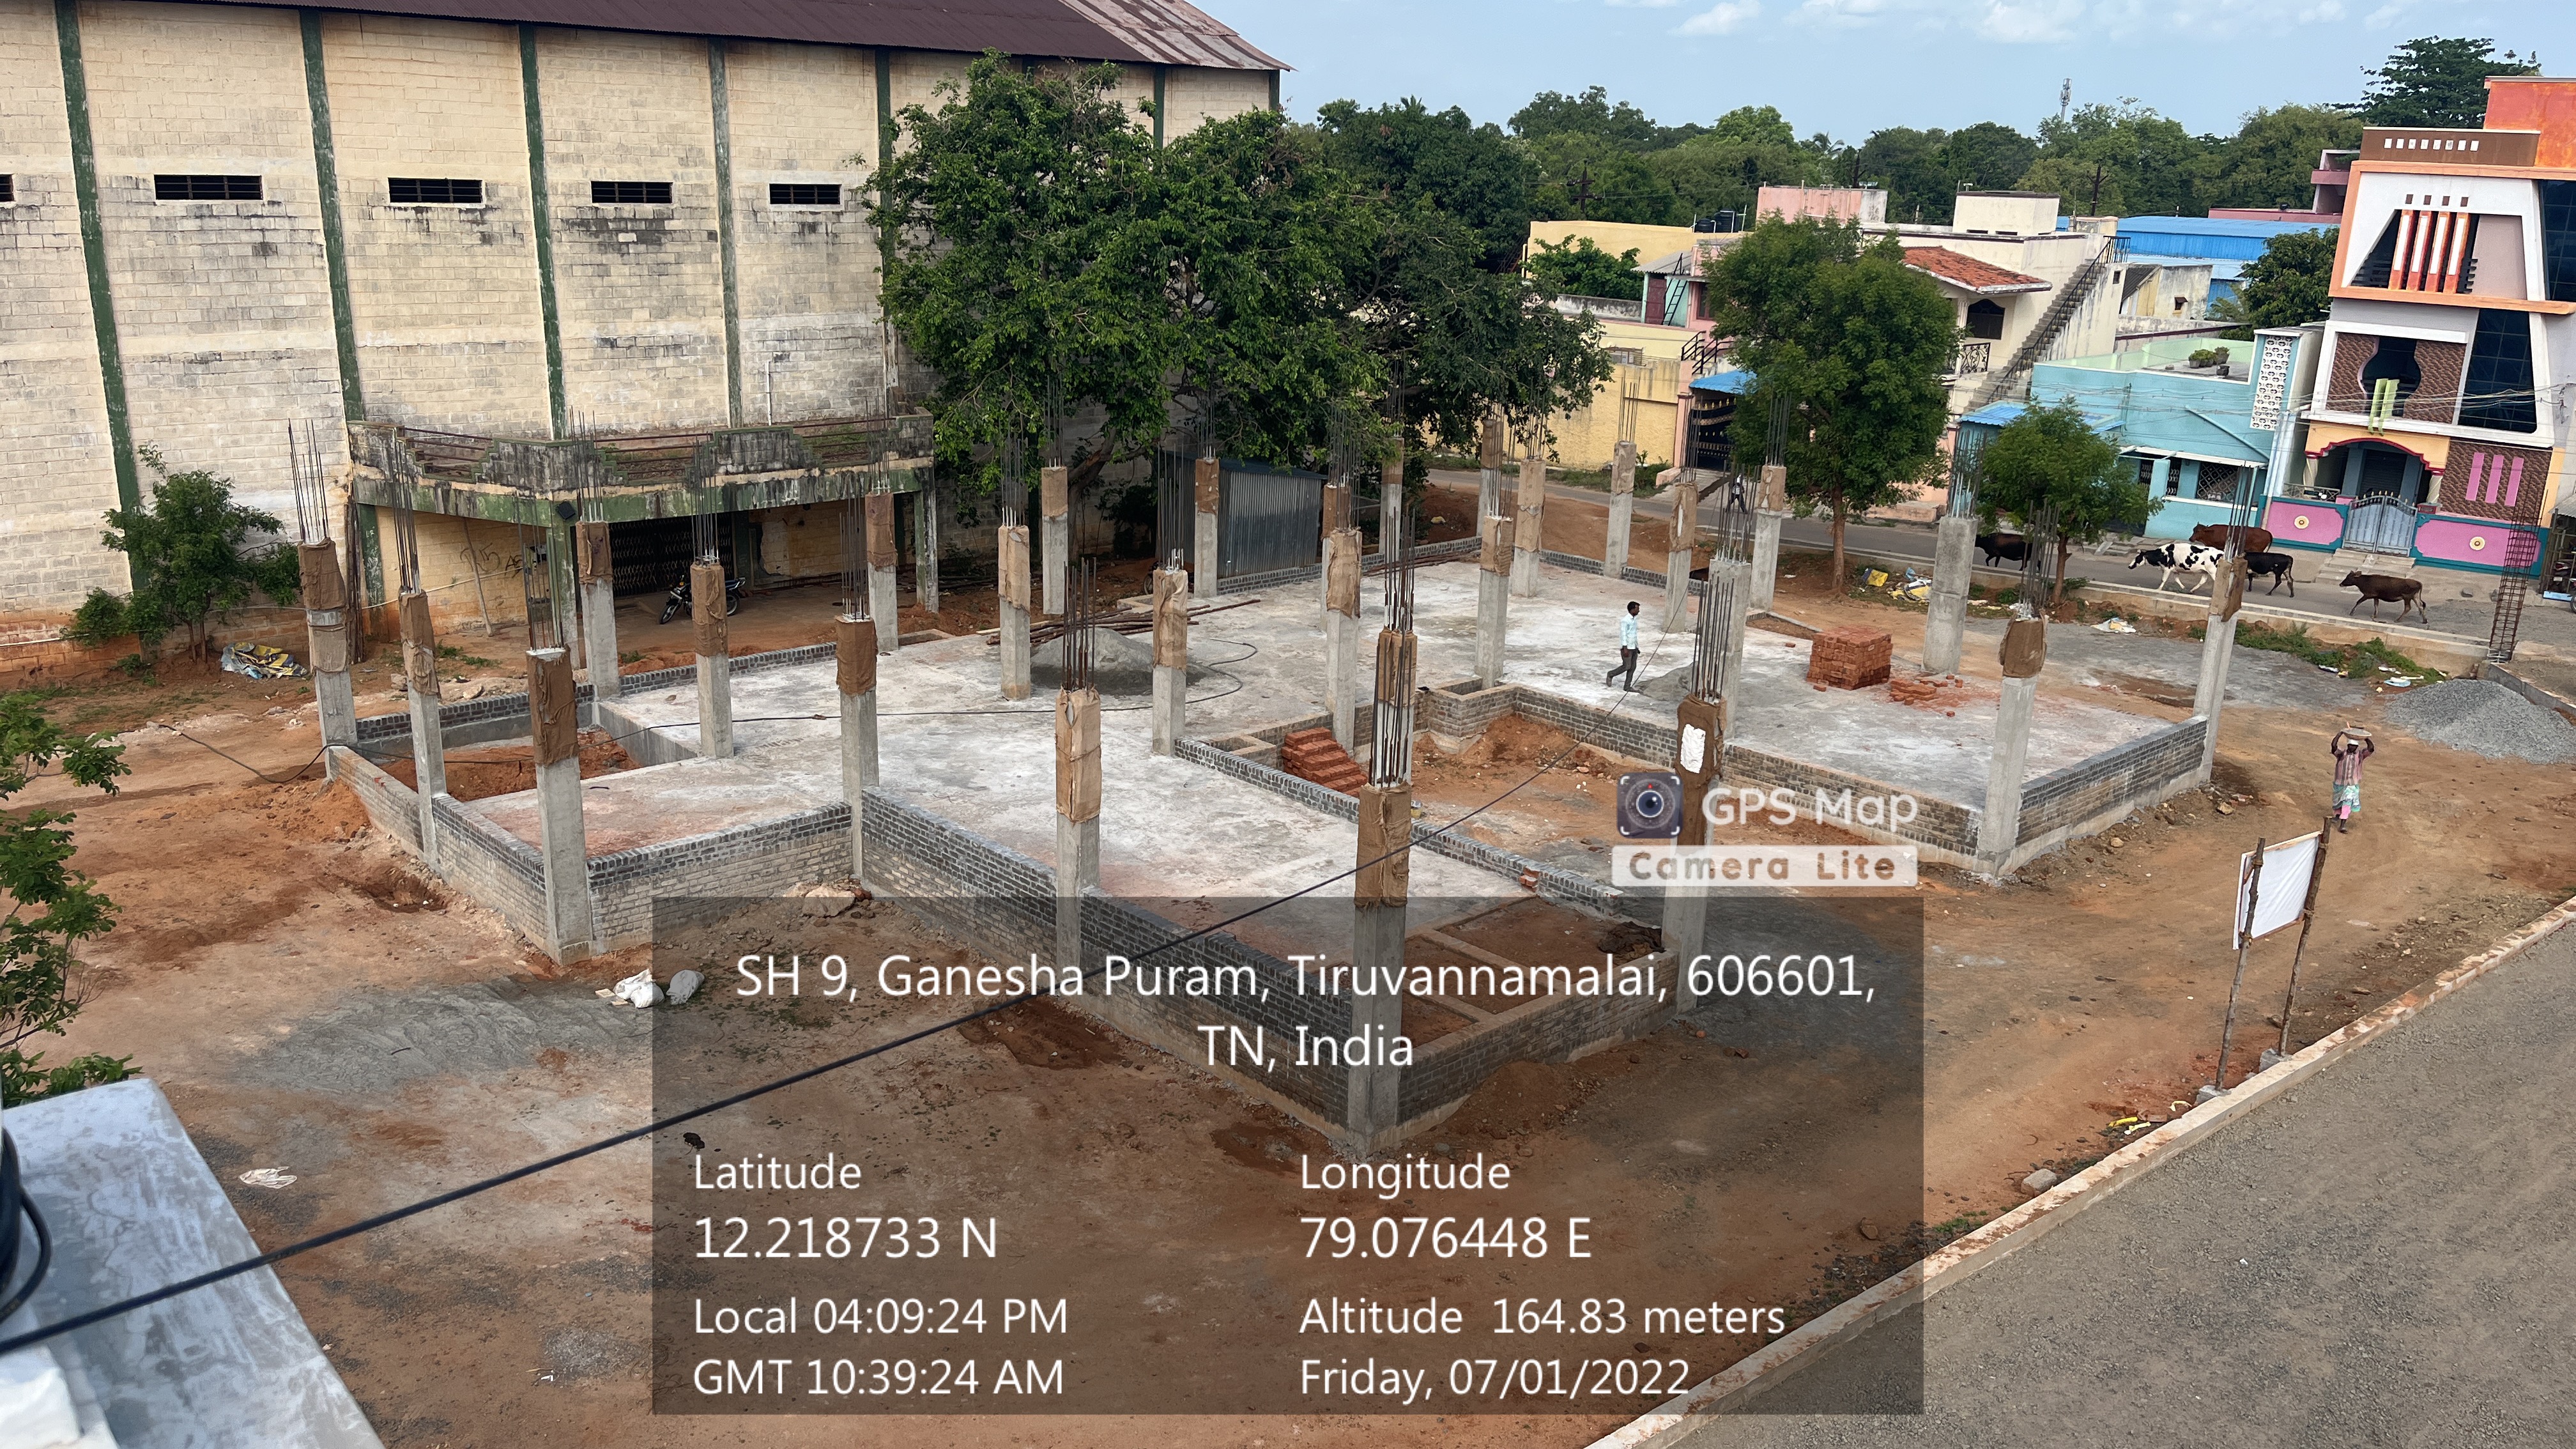 GPS Map
Camera Lite
SH 9, Ganesha Puram, Tiruvannamalai, 606601,
TN, India
Latitude
12.218733 N
Longitude
79.076448 E
Local 04:09:24 PM
GMT 10:39:24 AM
Altitude 164.83 meters
Friday, 07/01/2022